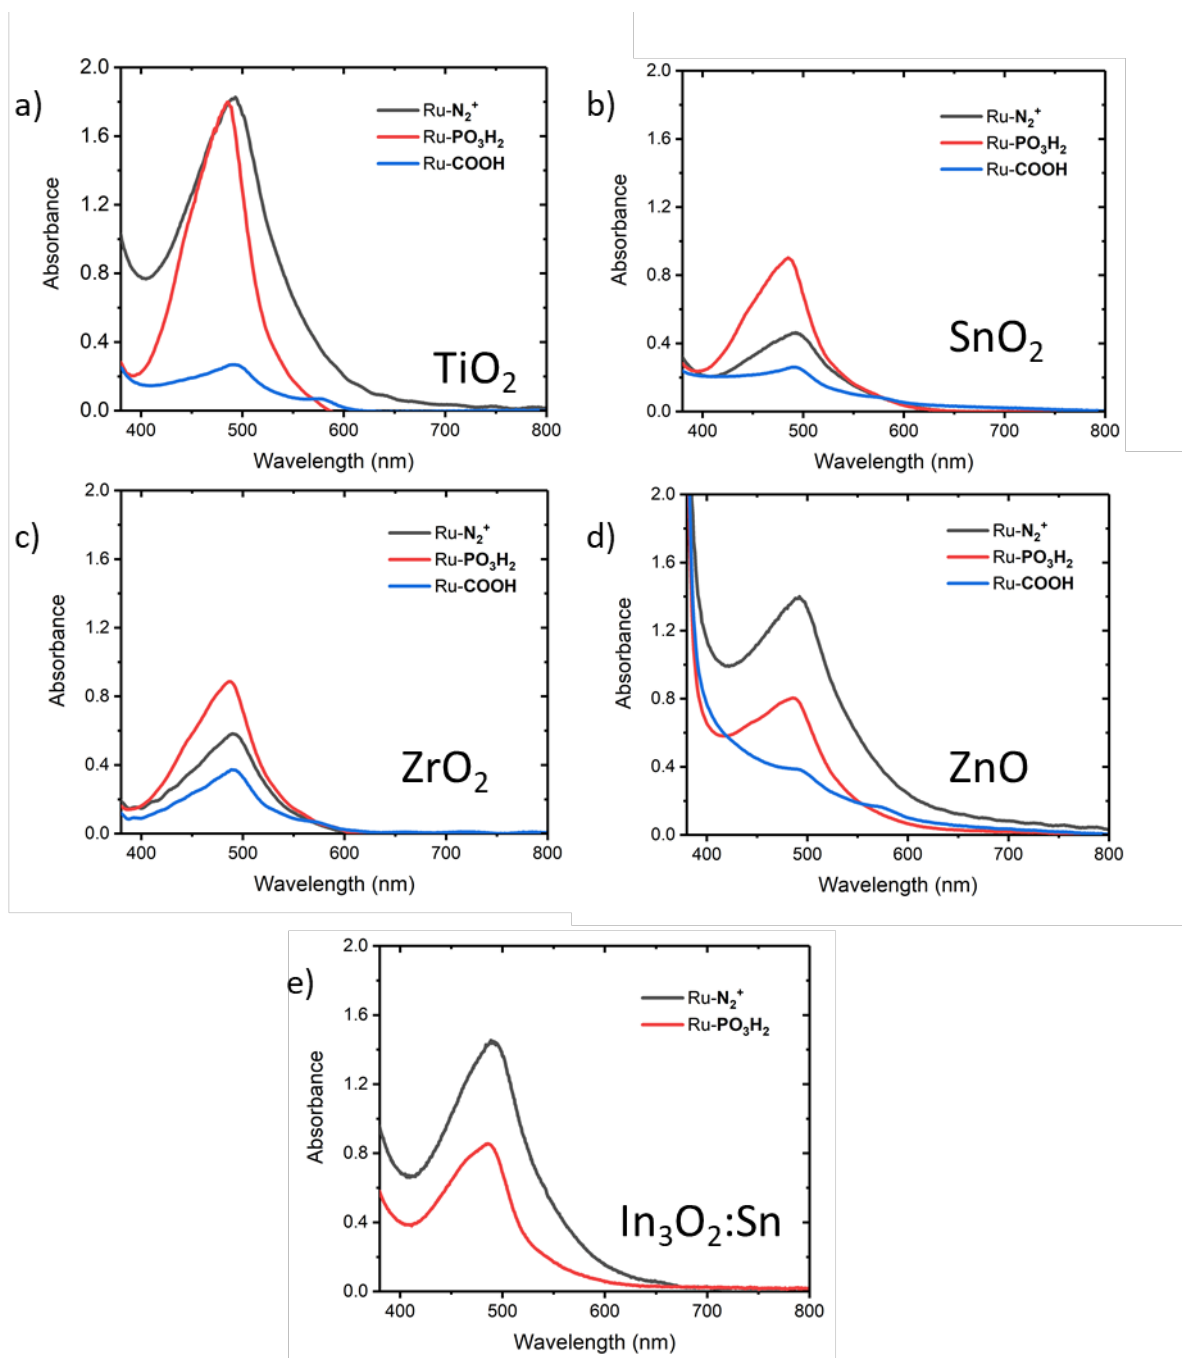 a)
2.0
1.6
1.2
0.8
0.4
0.0
Absorbance
Ru-N₂⁺
Ru-PO₃H₂
Ru-COOH
TiO₂
400 500 600 700 800
Wavelength (nm)
b)
2.0
1.6
1.2
0.8
0.4
0.0
Absorbance
Ru-N₂⁺
Ru-PO₃H₂
Ru-COOH
SnO₂
400 500 600 700 800
Wavelength (nm)
c)
2.0
1.6
1.2
0.8
0.4
0.0
Absorbance
Ru-N₂⁺
Ru-PO₃H₂
Ru-COOH
ZrO₂
400 500 600 700 800
Wavelength (nm)
d)
2.0
1.6
1.2
0.8
0.4
0.0
Absorbance
Ru-N₂⁺
Ru-PO₃H₂
Ru-COOH
ZnO
400 500 600 700 800
Wavelength (nm)
e)
2.0
1.6
1.2
0.8
0.4
0.0
Absorbance
Ru-N₂⁺
Ru-PO₃H₂
In₃O₂:Sn
400 500 600 700 800
Wavelength (nm)